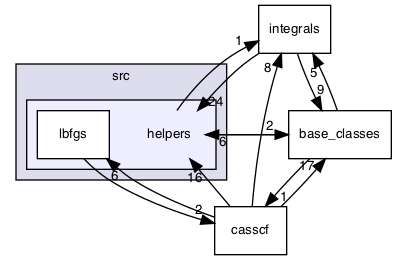 integrals
1
8
5
src
24
9
lbfgs
helpers
2
base_classes
6
6
16
17
2
1
casscf